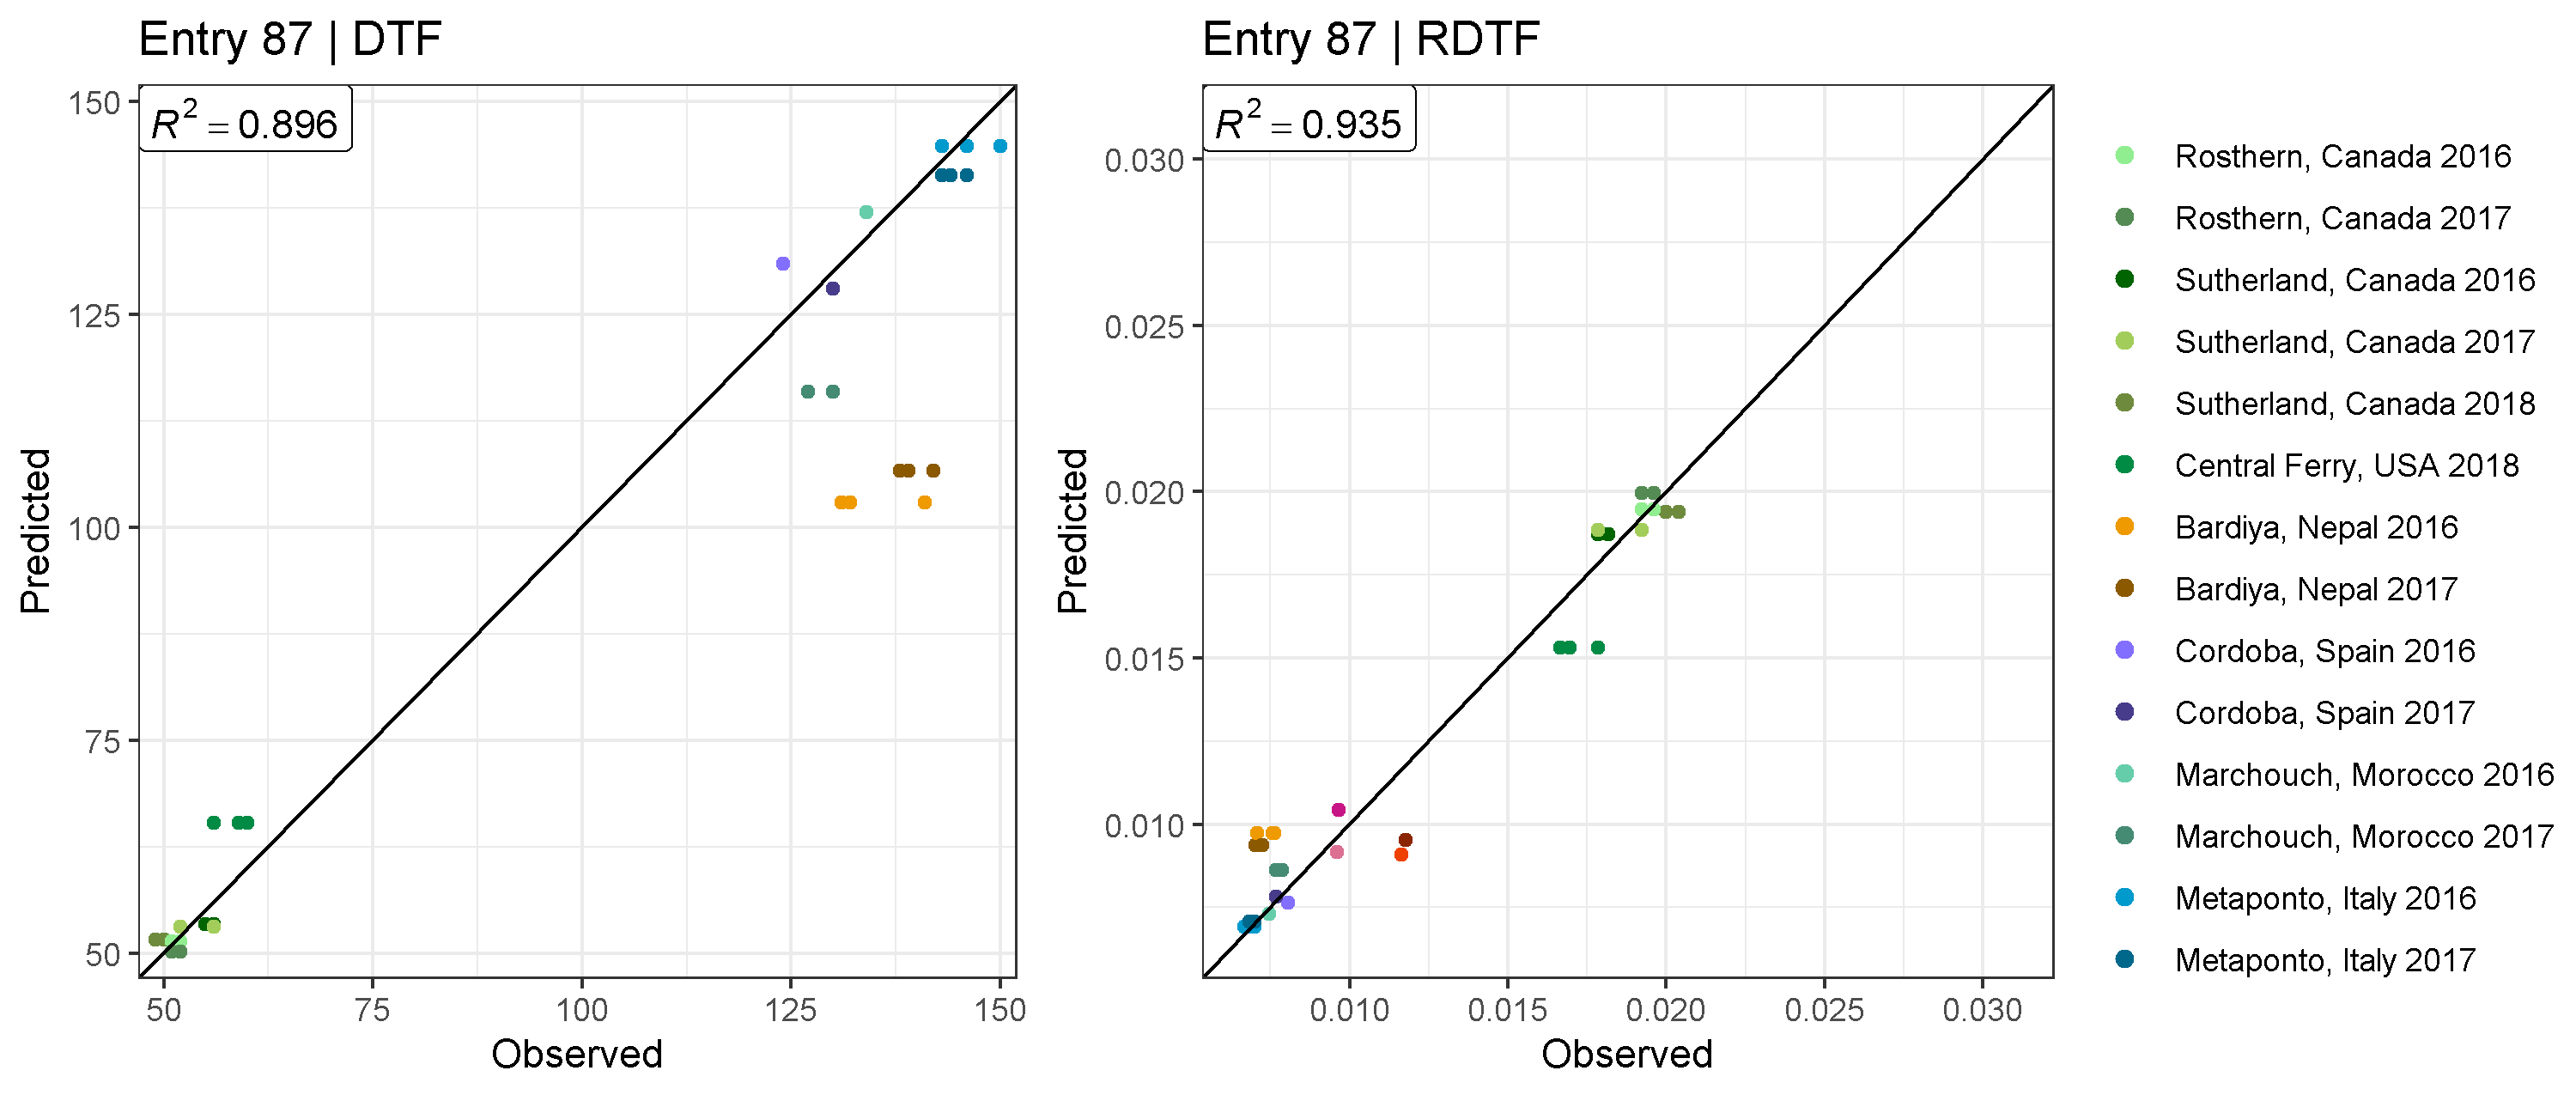 Entry 87 | DTF
R² = 0.896
150
125
100
75
50
Predicted
50 75 100 125 150
Observed
Entry 87 | RDTF
R² = 0.935
0.030
0.025
0.020
0.015
0.010
Predicted
0.010 0.015 0.020 0.025 0.030
Observed
Rosthern, Canada 2016
Rosthern, Canada 2017
Sutherland, Canada 2016
Sutherland, Canada 2017
Sutherland, Canada 2018
Central Ferry, USA 2018
Bardiya, Nepal 2016
Bardiya, Nepal 2017
Cordoba, Spain 2016
Cordoba, Spain 2017
Marchouch, Morocco 2016
Marchouch, Morocco 2017
Metaponto, Italy 2016
Metaponto, Italy 2017